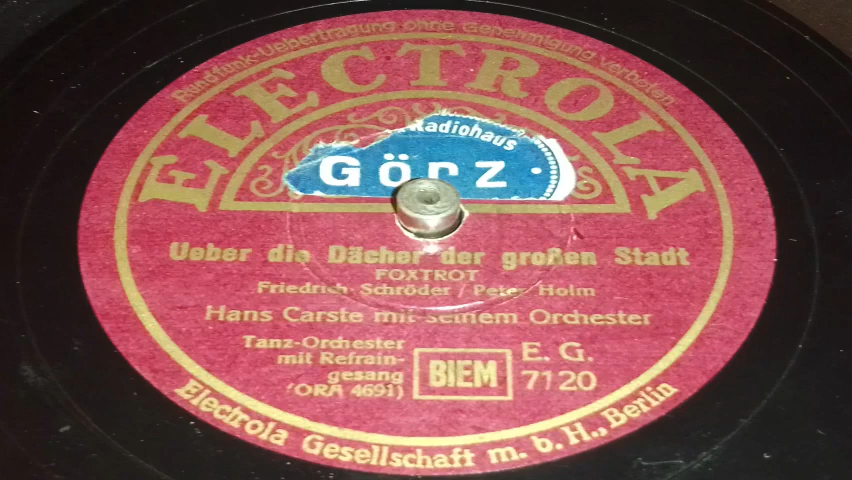 Rundfunk-Uebertragung ohne Genehmigung verboten
ELECTROLA
Radiohaus
Ueber die Dächer der großen Stadt
FOXTROT
Friedrich Schröder / Peter Holm
Hans Carste mit seinem Orchester
Tanz-Orchester
mit Refrain-
gesang
(ORA 4691)
BIEM
E. G.
7120
Electrola Gesellschaft m. b. H., Berlin